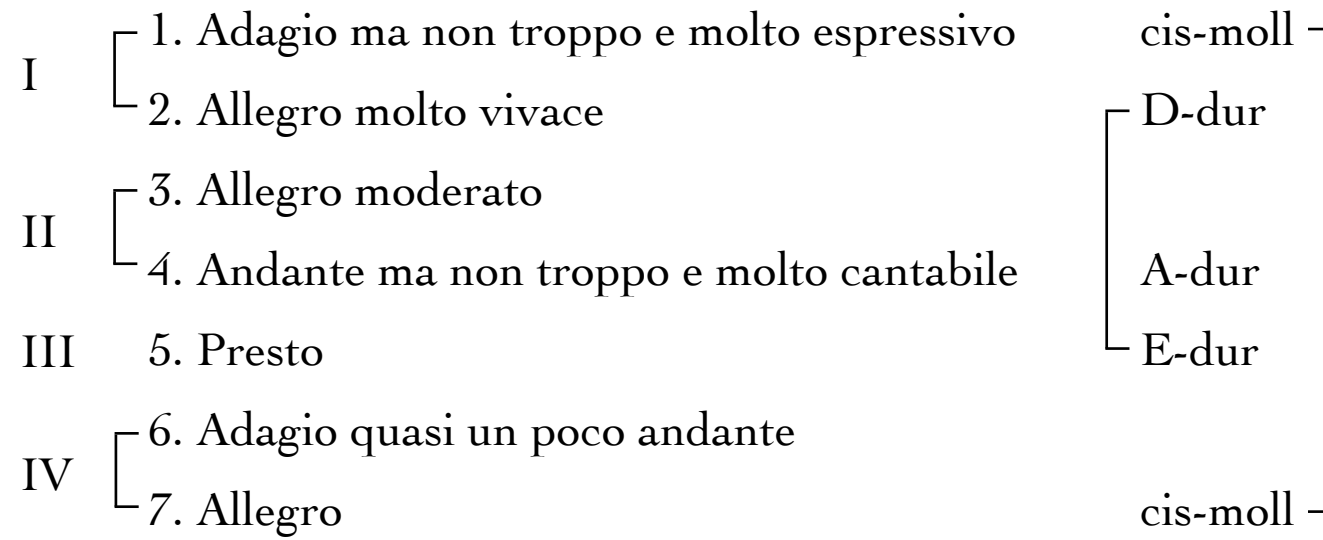 1. Adagio ma non troppo e molto espressivo cis-moll
I
2. Allegro molto vivace D-dur
3. Allegro moderato
II
4. Andante ma non troppo e molto cantabile A-dur
III 5. Presto E-dur
6. Adagio quasi un poco andante
IV
7. Allegro cis-moll